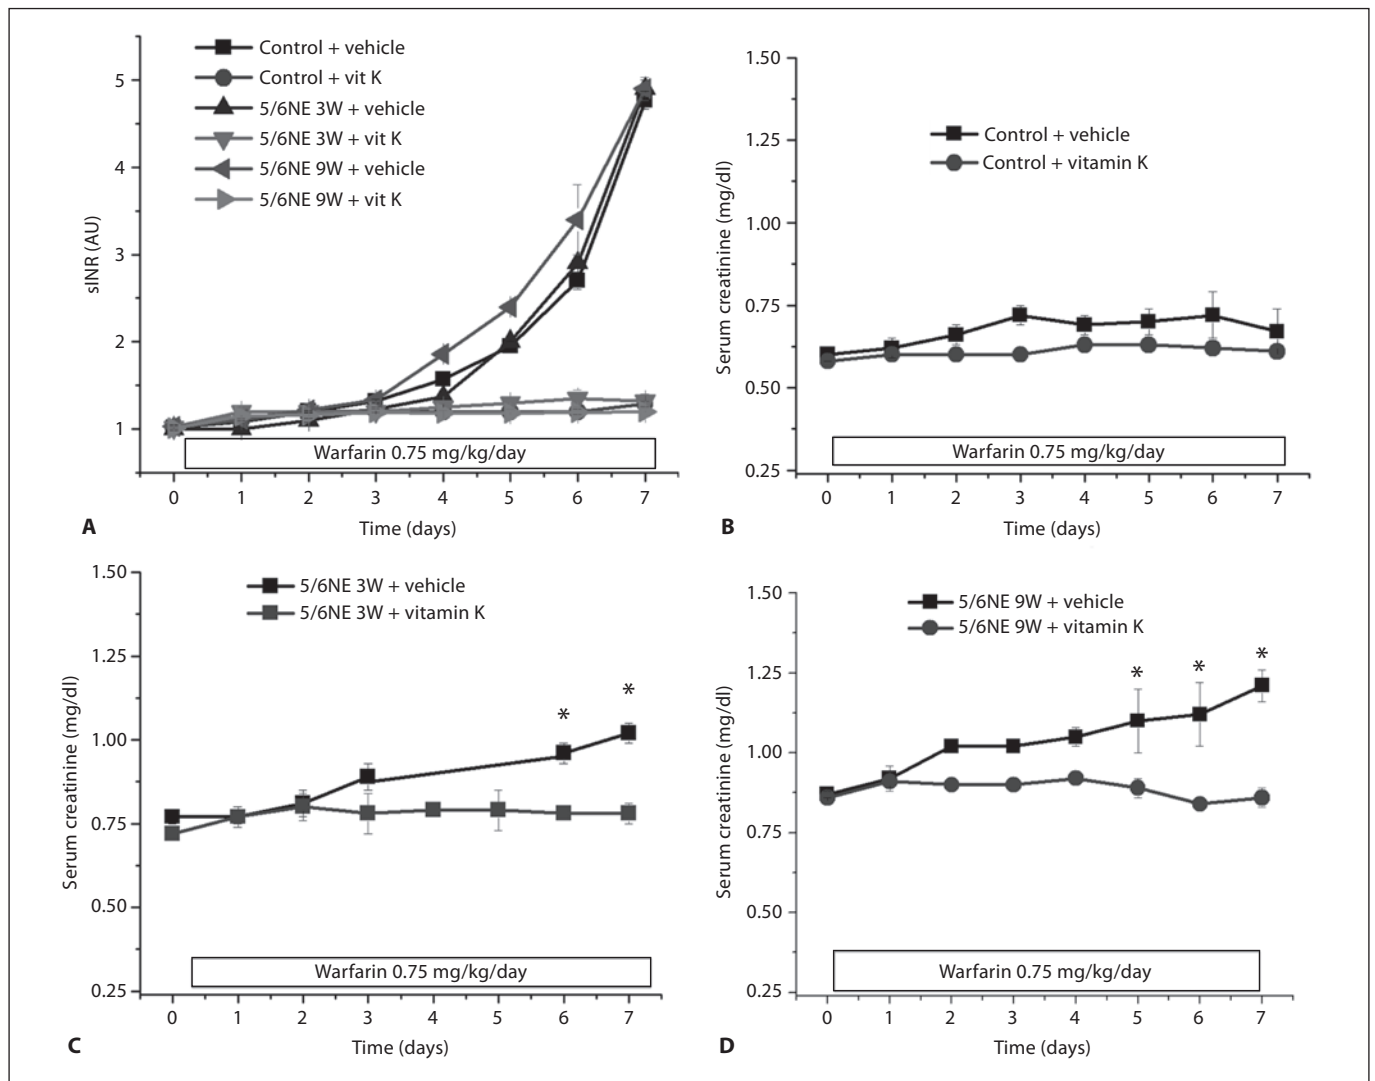 Control + vehicle
Control + vit K
5/6NE 3W + vehicle
5/6NE 3W + vit K
5/6NE 9W + vehicle
5/6NE 9W + vit K
5
4
3
2
1
sINR (AU)
Warfarin 0.75 mg/kg/day
0 1 2 3 4 5 6 7
Time (days)
A
1.50
1.25
1.00
0.75
0.50
0.25
Serum creatinine (mg/dl)
Control + vehicle
Control + vitamin K
Warfarin 0.75 mg/kg/day
0 1 2 3 4 5 6 7
Time (days)
B
1.50
1.25
1.00
0.75
0.50
0.25
Serum creatinine (mg/dl)
5/6NE 3W + vehicle
5/6NE 3W + vitamin K
* *
Warfarin 0.75 mg/kg/day
0 1 2 3 4 5 6 7
Time (days)
C
1.50
1.25
1.00
0.75
0.50
0.25
Serum creatinine (mg/dl)
5/6NE 9W + vehicle
5/6NE 9W + vitamin K
* * *
Warfarin 0.75 mg/kg/day
0 1 2 3 4 5 6 7
Time (days)
D